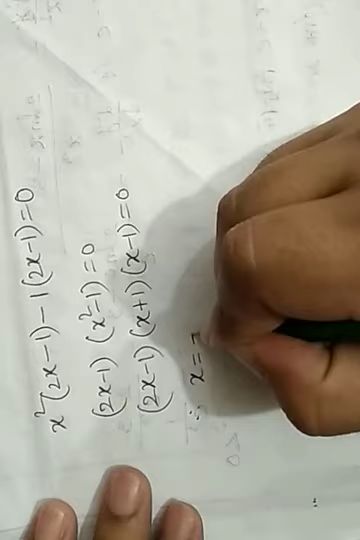 x²(2x-1)-1(2x-1)=0
(2x-1)(x²-1)=0
(2x-1)(x+1)(x-1)=0
∴ x=